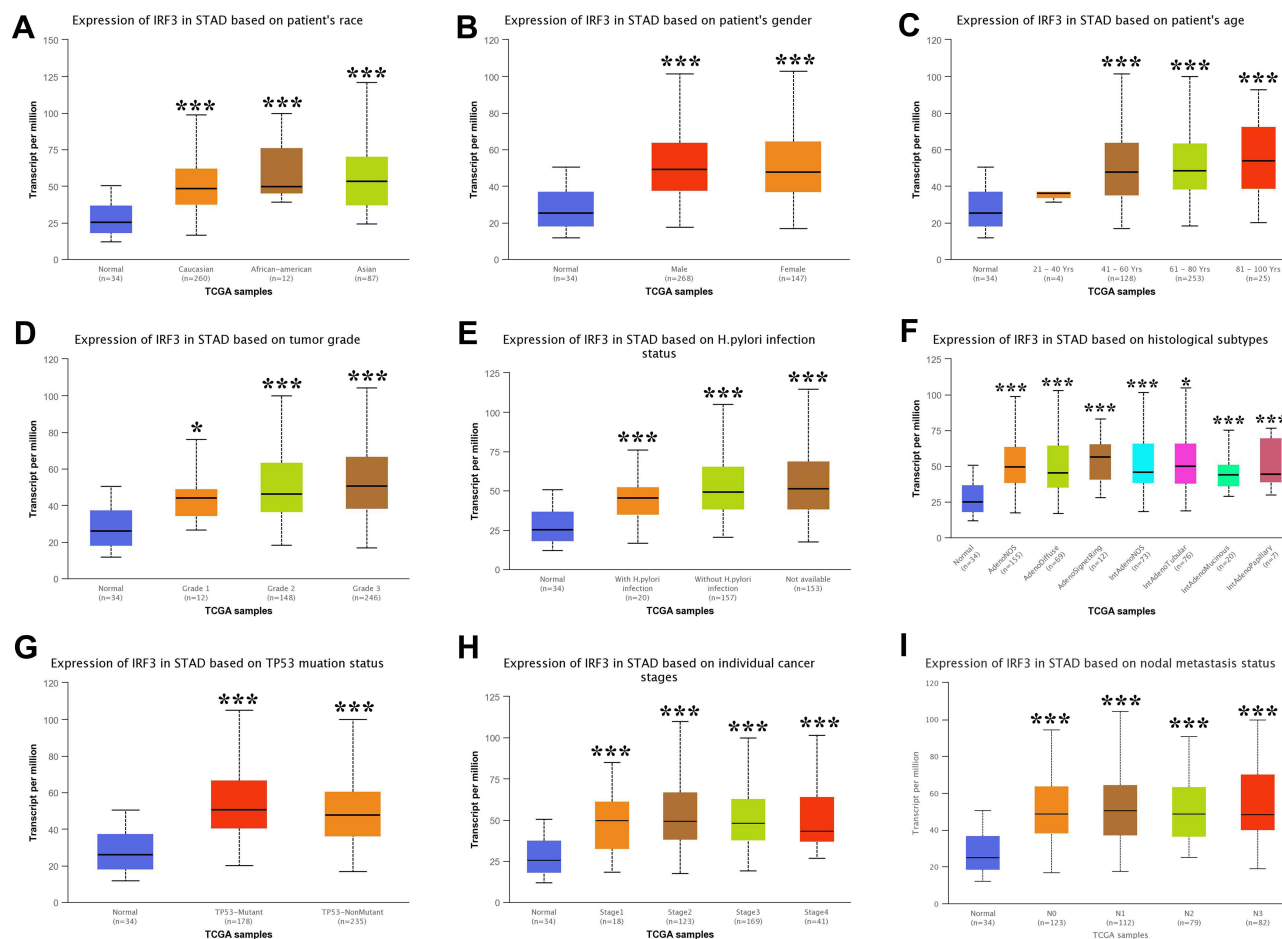 A
Expression of IRF3 in STAD based on patient's race
Transcript per million
150
125
100
75
50
25
0
***
***
***
Normal
(n=34)
Caucasian
(n=260)
African-american
(n=12)
Asian
(n=87)
TCGA samples
B
Expression of IRF3 in STAD based on patient's gender
Transcript per million
120
100
80
60
40
20
0
***
***
Normal
(n=34)
Male
(n=268)
Female
(n=147)
TCGA samples
C
Expression of IRF3 in STAD based on patient's age
Transcript per million
120
100
80
60
40
20
0
***
***
***
Normal
(n=34)
21 - 40 Yrs
(n=4)
41 - 60 Yrs
(n=128)
61 - 80 Yrs
(n=253)
81 - 100 Yrs
(n=25)
TCGA samples
D
Expression of IRF3 in STAD based on tumor grade
Transcript per million
120
100
80
60
40
20
0
*
***
***
Normal
(n=34)
Grade 1
(n=12)
Grade 2
(n=148)
Grade 3
(n=246)
TCGA samples
E
Expression of IRF3 in STAD based on H.pylori infection
status
Transcript per million
125
100
75
50
25
0
***
***
***
Normal
(n=34)
With H.pylori
infection
(n=20)
Without H.pylori
infection
(n=157)
Not available
(n=153)
TCGA samples
F
Expression of IRF3 in STAD based on histological subtypes
Transcript per million
125
100
75
50
25
0
***
***
***
***
*
***
***
Normal
(n=34)
AdenoNOS
(n=155)
AdenoDiffuse
(n=69)
AdenoSignetRing
(n=12)
IntAdenoNOS
(n=73)
IntAdenoTubular
(n=76)
IntAdenoMucinous
(n=20)
IntAdenoPapillary
(n=7)
TCGA samples
G
Expression of IRF3 in STAD based on TP53 muation status
Transcript per million
120
100
80
60
40
20
0
***
***
Normal
(n=34)
TP53-Mutant
(n=178)
TP53-NonMutant
(n=235)
TCGA samples
H
Expression of IRF3 in STAD based on individual cancer
stages
Transcript per million
125
100
75
50
25
0
***
***
***
***
Normal
(n=34)
Stage1
(n=18)
Stage2
(n=123)
Stage3
(n=169)
Stage4
(n=41)
TCGA samples
I
Expression of IRF3 in STAD based on nodal metastasis status
Transcript per million
120
100
80
60
40
20
0
***
***
***
***
Normal
(n=34)
N0
(n=123)
N1
(n=112)
N2
(n=79)
N3
(n=82)
TCGA samples